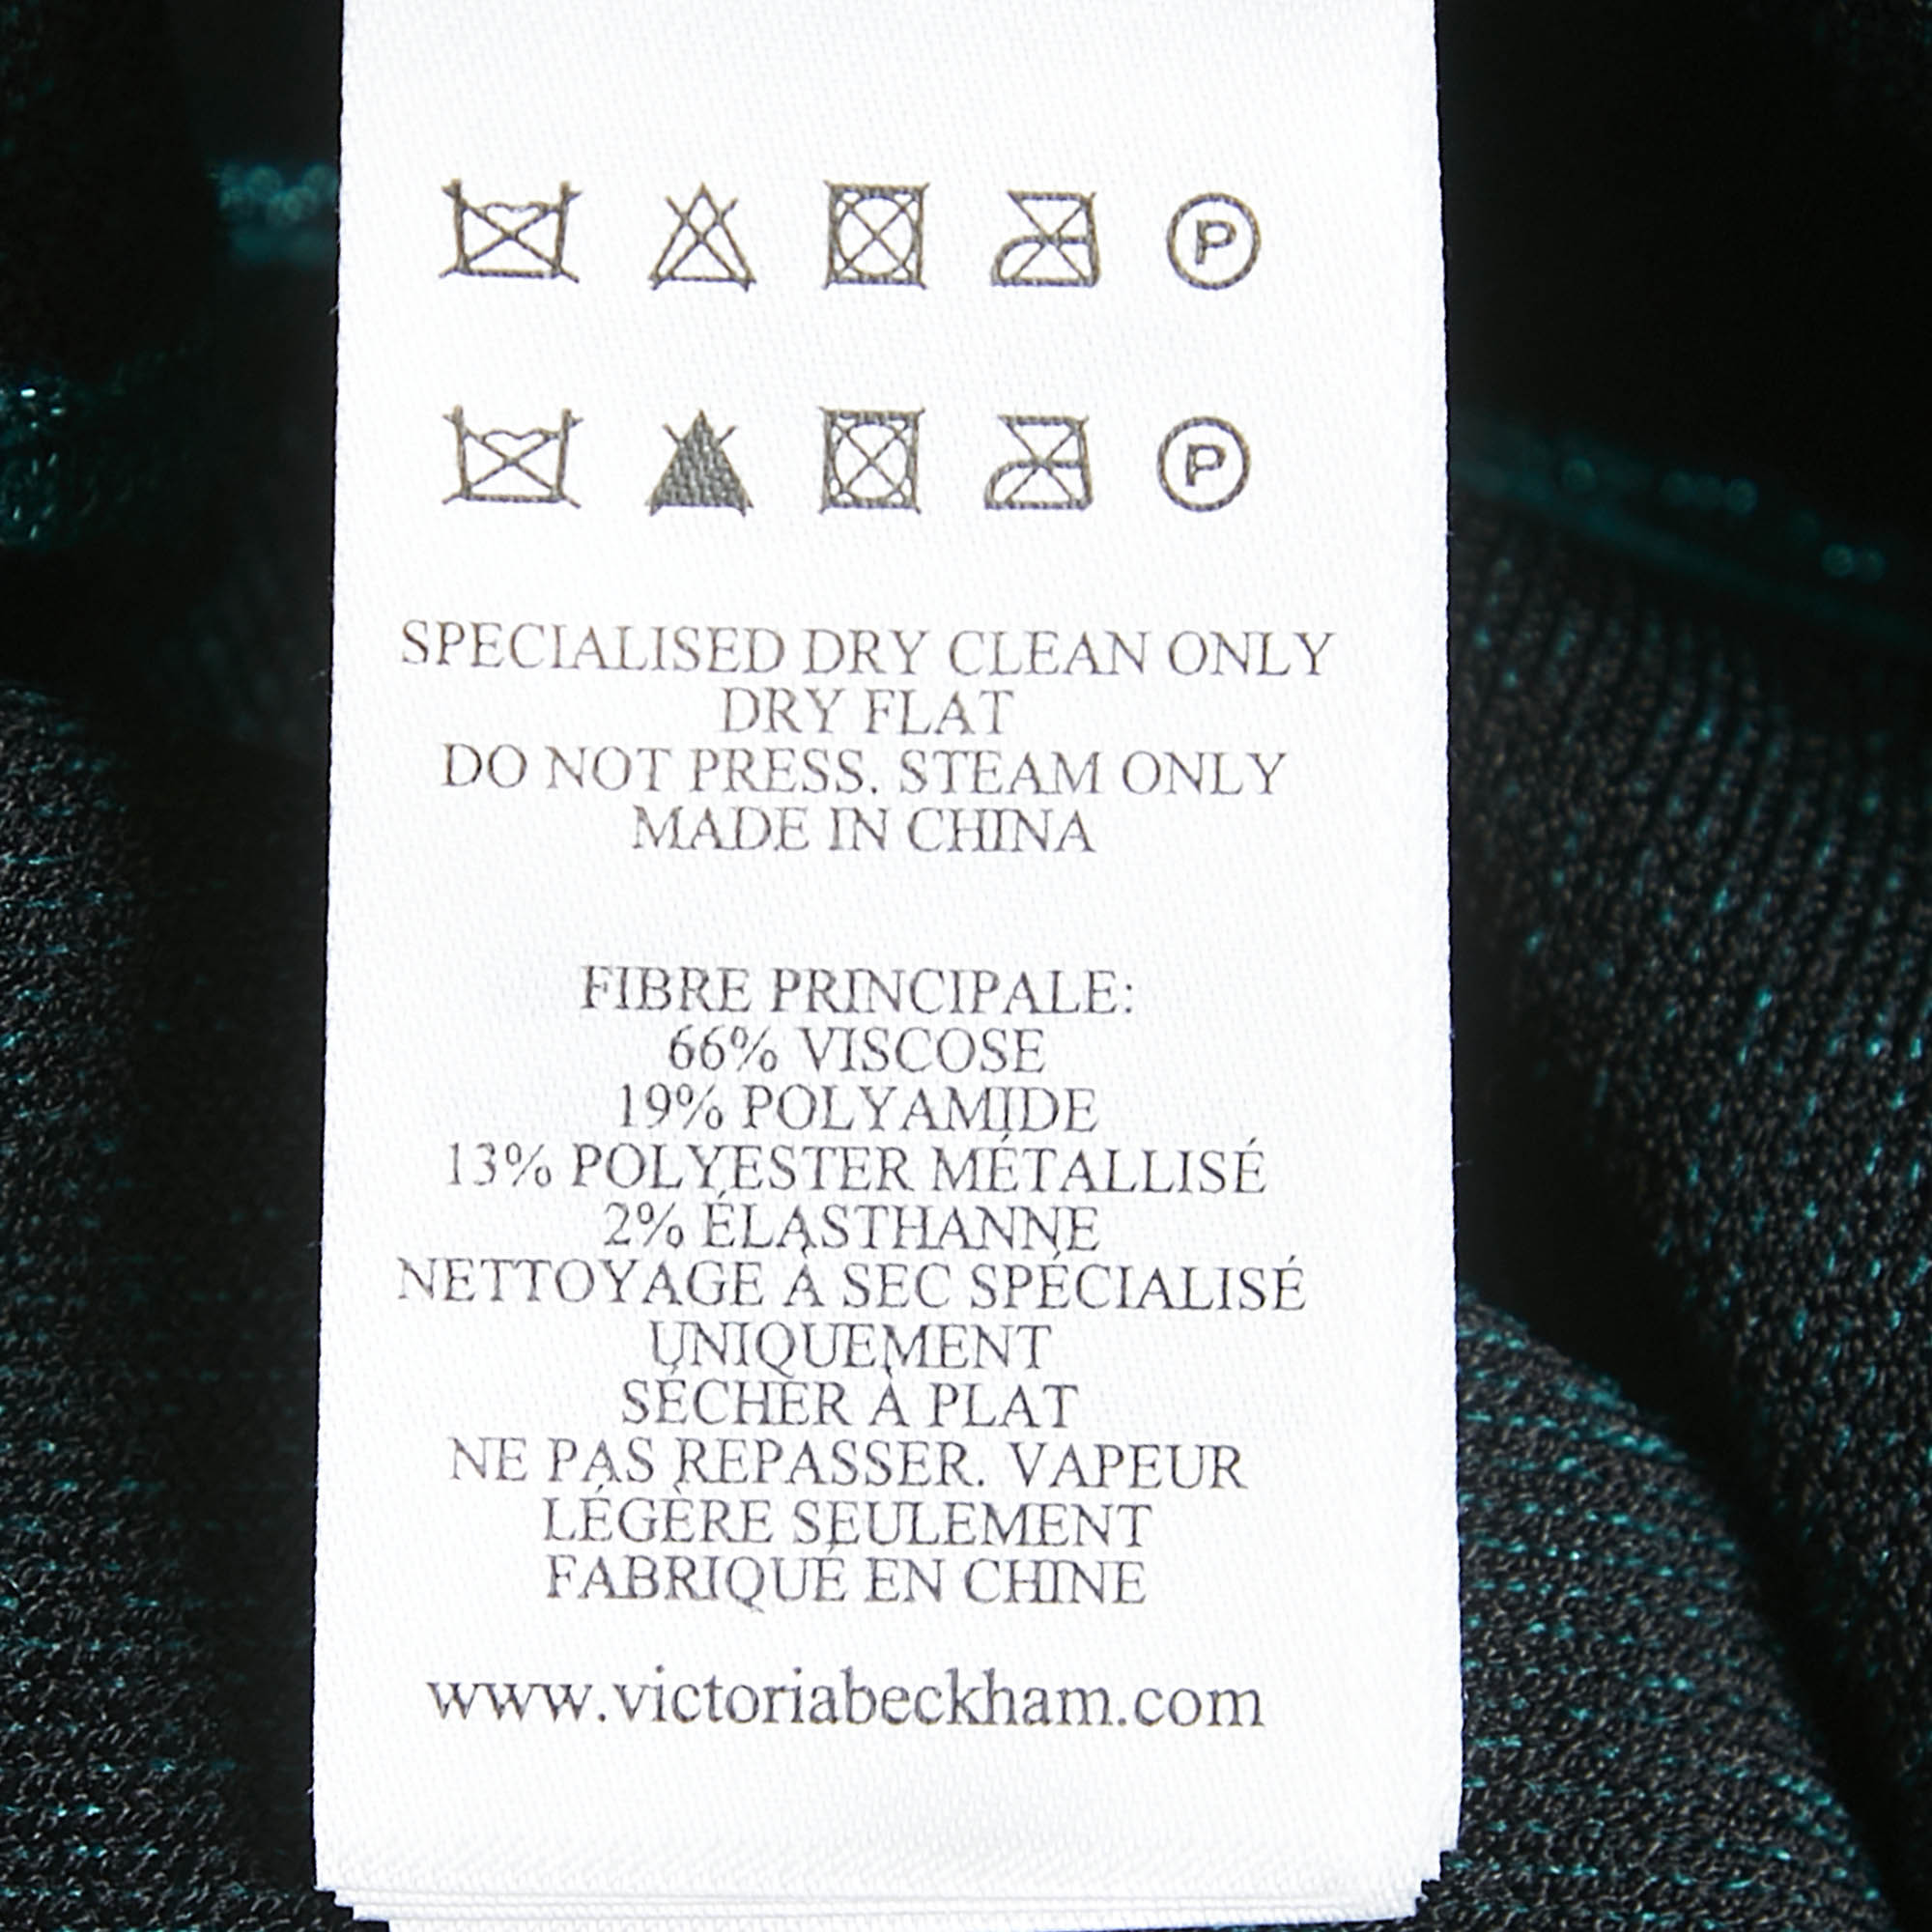 P
P
SPECIALISED DRY CLEAN ONLY
DRY FLAT
DO NOT PRESS. STEAM ONLY
MADE IN CHINA
FIBRE PRINCIPALE:
66% VISCOSE
19% POLYAMIDE
13% POLYESTER MÉTALLISÉ
2% ÉLASTHANNE
NETTOYAGE À SEC SPÉCIALISÉ
UNIQUEMENT
SÉCHER À PLAT
NE PAS REPASSER. VAPEUR
LÉGÈRE SEULEMENT
FABRIQUÉ EN CHINE
www.victoriabeckham.com